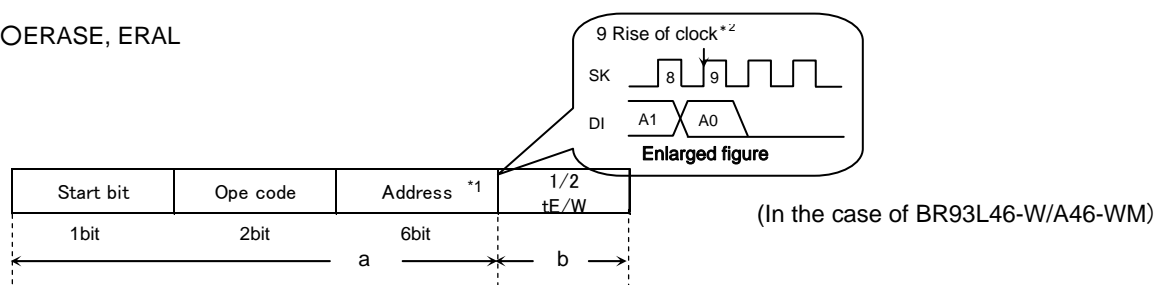 ○ERASE, ERAL
9 Rise of clock*2
SK 8 9
DI A1 A0
Enlarged figure
Start bit Ope code Address *1 1/2 tE/W
1bit 2bit 6bit
a b
(In the case of BR93L46-W/A46-WM)